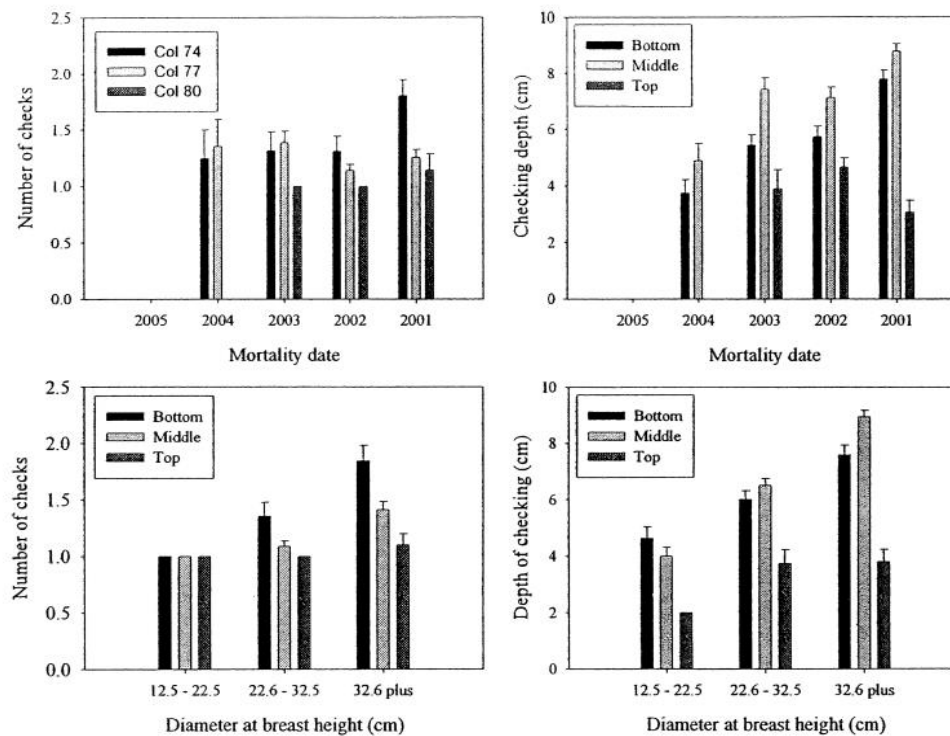 Number of checks
2.5
2.0
1.5
1.0
0.5
0.0
Col 74
Col 77
Col 80
2005 2004 2003 2002 2001
Mortality date
Checking depth (cm)
10
8
6
4
2
0
Bottom
Middle
Top
2005 2004 2003 2002 2001
Mortality date
Number of checks
2.5
2.0
1.5
1.0
0.5
0.0
Bottom
Middle
Top
12.5 - 22.5 22.6 - 32.5 32.6 plus
Diameter at breast height (cm)
Depth of checking (cm)
10
8
6
4
2
0
Bottom
Middle
Top
12.5 - 22.5 22.6 - 32.5 32.6 plus
Diameter at breast height (cm)